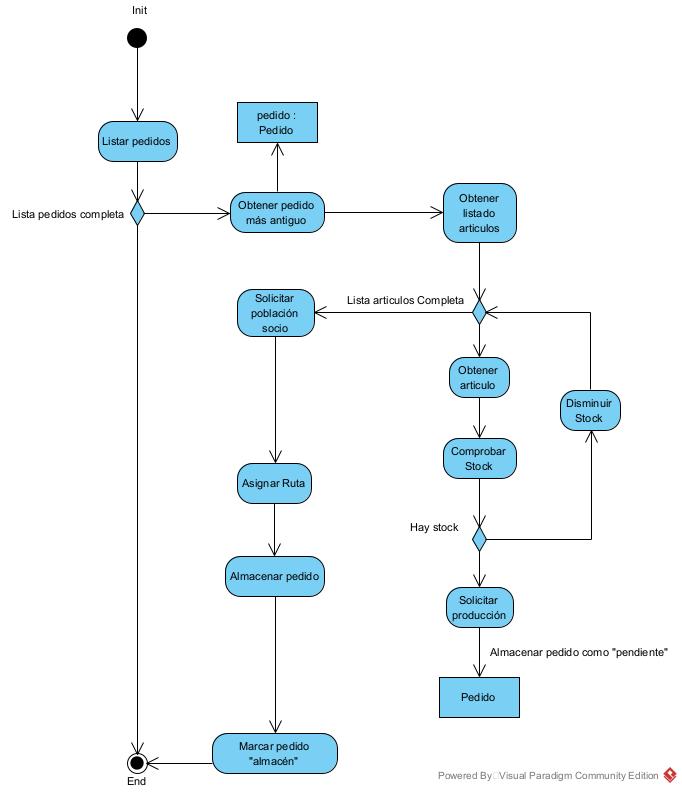 Init
pedido :
Pedido
Listar pedidos
Lista pedidos completa
Obtener pedido
más antiguo
Obtener
listado
articulos
Solicitar
población
socio
Lista articulos Completa
Obtener
articulo
Disminuir
Stock
Comprobar
Stock
Asignar Ruta
Hay stock
Almacenar pedido
Solicitar
producción
Almacenar pedido como "pendiente"
Pedido
Marcar pedido
"almacén"
End
Powered By Visual Paradigm Community Edition